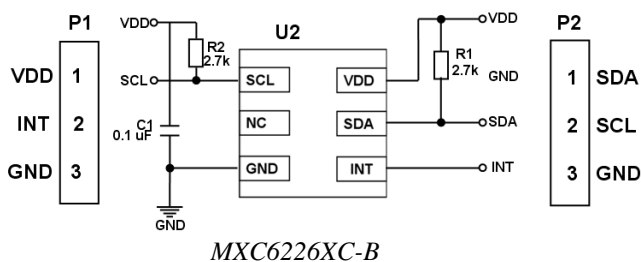 P1
VDD 1
INT 2
GND 3
VDD
SCL
R2
2.7k
C1
0.1 uF
GND
U2
SCL
NC
GND
VDD
SDA
INT
VDD
R1
2.7k
GND
SDA
INT
P2
1 SDA
2 SCL
3 GND
MXC6226XC-B